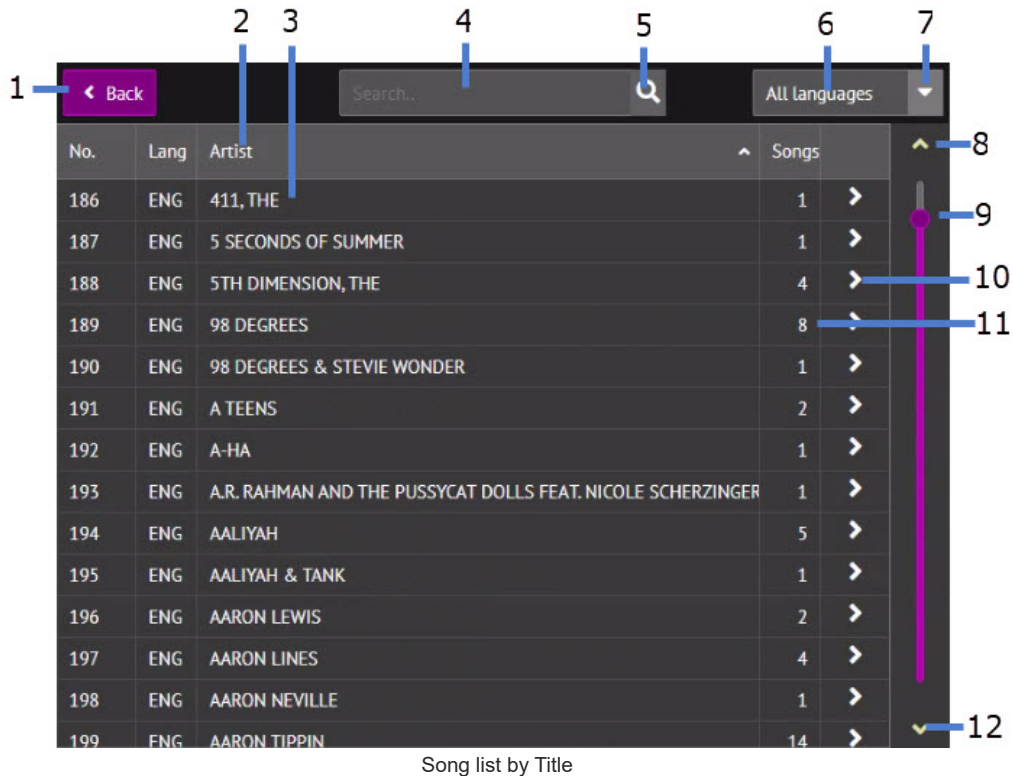 2 3 4 5 6 7
1 Back Search.. All languages
No. Lang Artist Songs 8
186 ENG 411, THE 1
9
187 ENG 5 SECONDS OF SUMMER 1
188 ENG 5TH DIMENSION, THE 4 10
189 ENG 98 DEGREES 8 11
190 ENG 98 DEGREES & STEVIE WONDER 1
191 ENG A TEENS 2
192 ENG A-HA 1
193 ENG A.R. RAHMAN AND THE PUSSYCAT DOLLS FEAT. NICOLE SCHERZINGER 1
194 ENG AALIYAH 5
195 ENG AALIYAH & TANK 1
196 ENG AARON LEWIS 2
197 ENG AARON LINES 4
198 ENG AARON NEVILLE 1
12
199 ENG AARON TIPPIN 14
Song list by Title